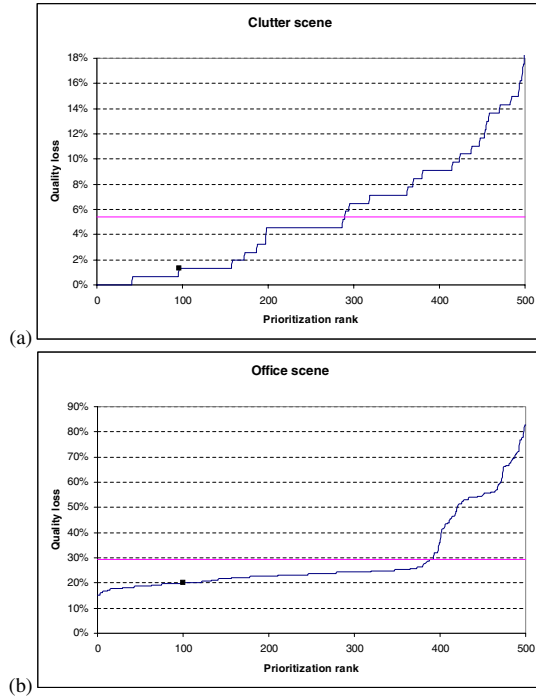 Clutter scene
18%
16%
14%
12%
10%
8%
6%
4%
2%
0%
Quality loss
0 100 200 300 400 500
Prioritization rank
(a)
Office scene
90%
80%
70%
60%
50%
40%
30%
20%
10%
0%
Quality loss
0 100 200 300 400 500
Prioritization rank
(b)